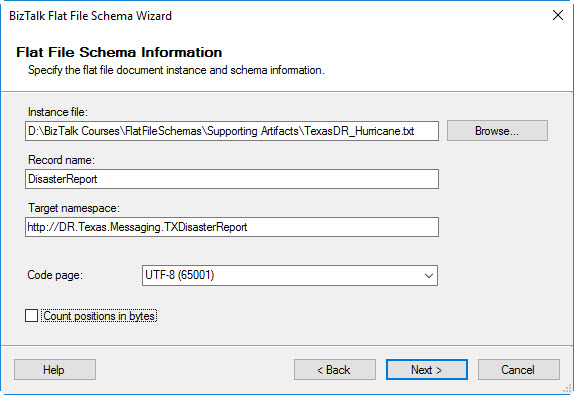 BizTalk Flat File Schema Wizard
Flat File Schema Information
Specify the flat file document instance and schema information.
Instance file:
D:\BizTalk Courses\FlatFileSchemas\Supporting Artifacts\TexasDR_Hurricane.txt
Browse...
Record name:
DisasterReport
Target namespace:
http://DR.Texas.Messaging.TXDisasterReport
Code page:
UTF-8 (65001)
Count positions in bytes
Help
< Back
Next >
Cancel